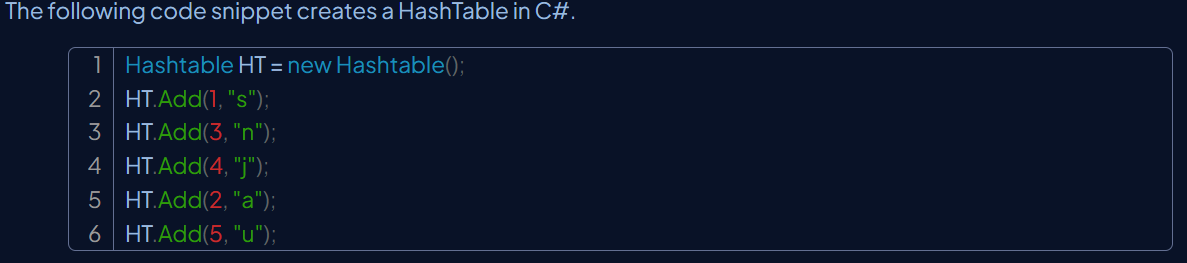 The following code snippet creates a HashTable in C#.
1 Hashtable HT = new Hashtable();
2 HT.Add(1, "s");
3 HT.Add(3, "n");
4 HT.Add(4, "j");
5 HT.Add(2, "a");
6 HT.Add(5, "u");